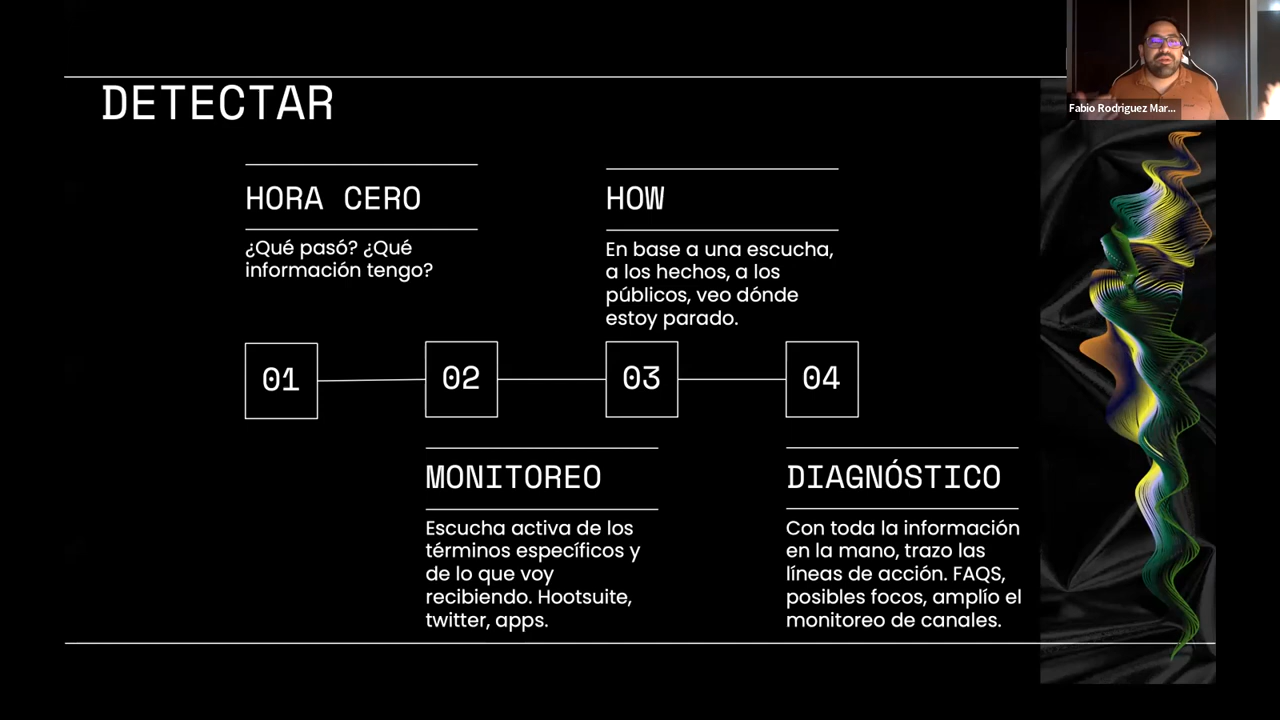 Fabio Rodriguez Mar...
DETECTAR
HORA CERO
¿Qué pasó? ¿Qué
información tengo?
HOW
En base a una escucha,
a los hechos, a los
públicos, veo dónde
estoy parado.
01
02
03
04
MONITOREO
Escucha activa de los
términos específicos y
de lo que voy
recibiendo. Hootsuite,
twitter, apps.
DIAGNÓSTICO
Con toda la información
en la mano, trazo las
líneas de acción. FAQS,
posibles focos, amplío el
monitoreo de canales.